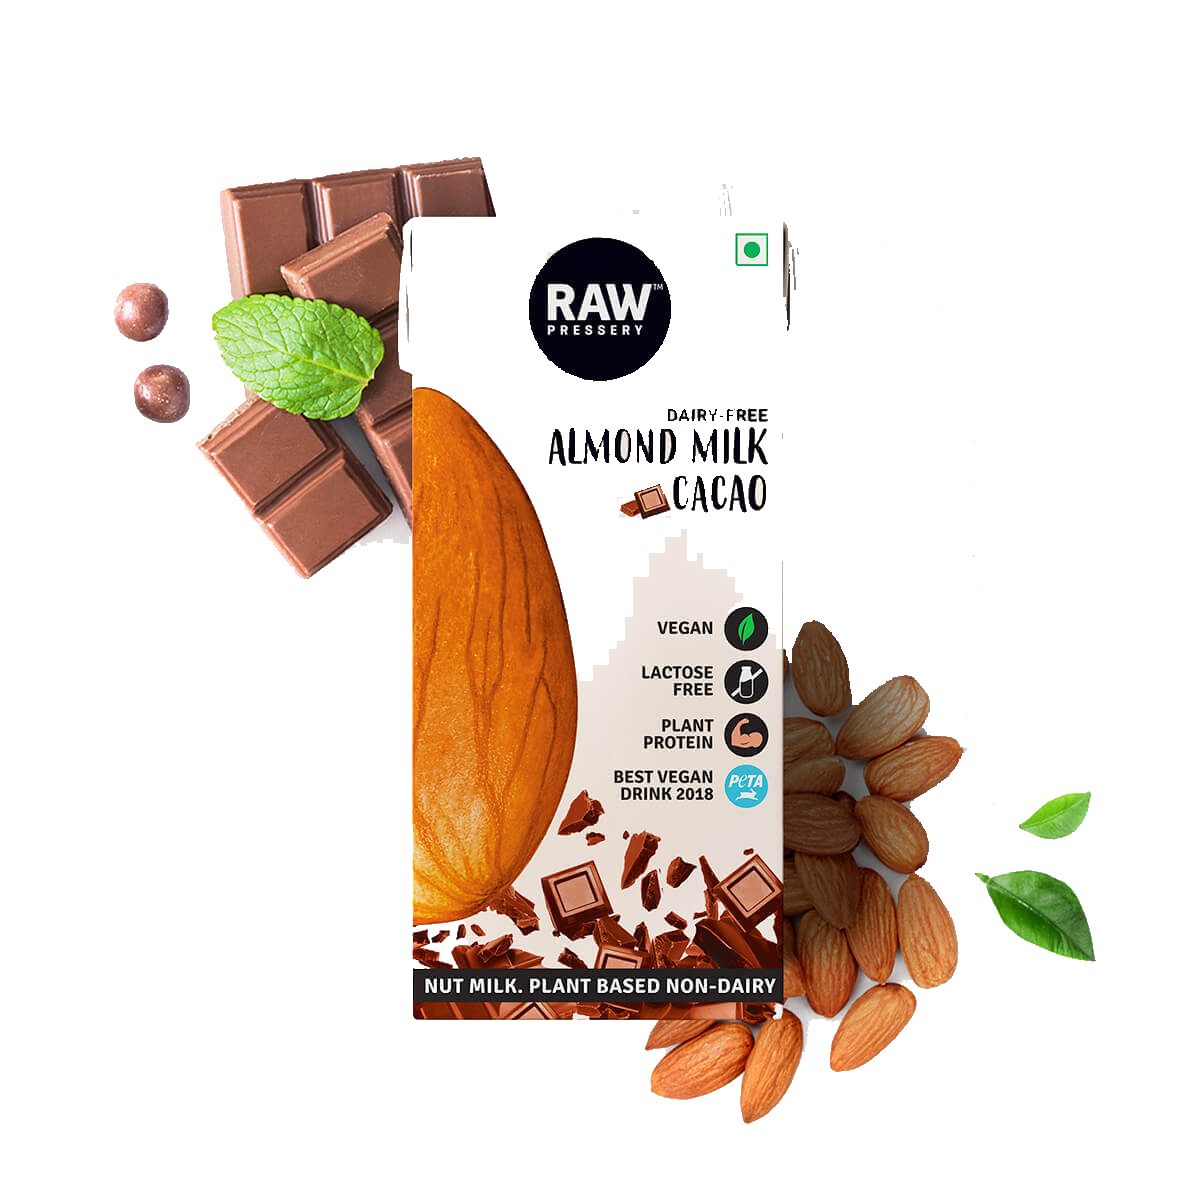 RAW™
PRESSERY
DAIRY-FREE
ALMOND MILK
CACAO
VEGAN
LACTOSE
FREE
PLANT
PROTEIN
BEST VEGAN
DRINK 2018
PeTA
NUT MILK. PLANT BASED NON-DAIRY